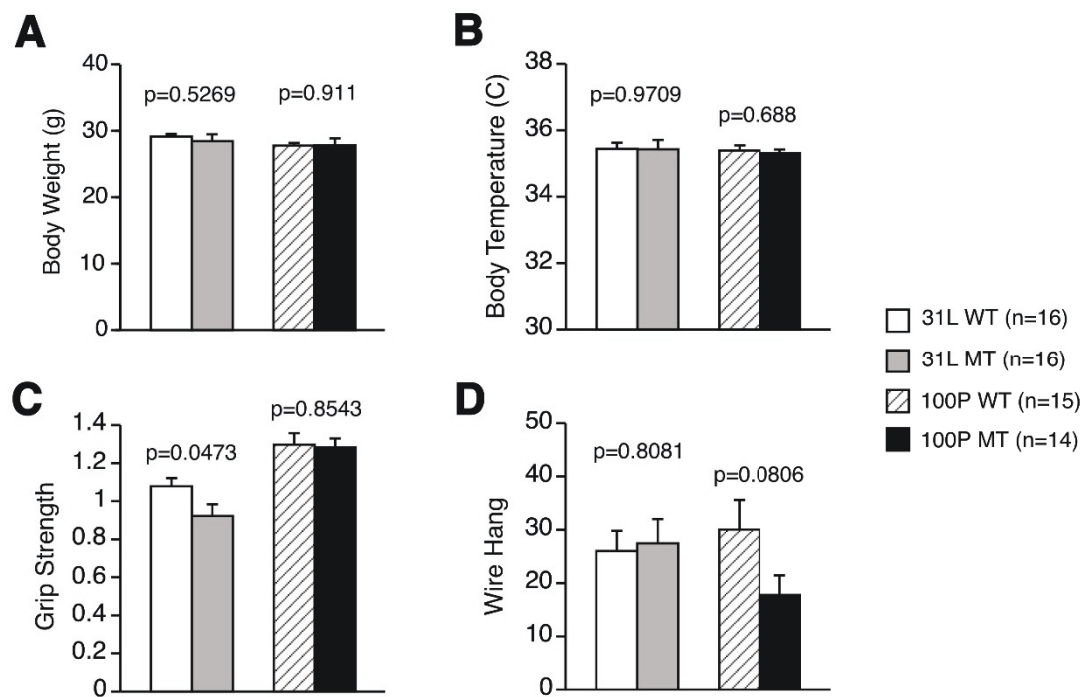 A
Body Weight (g)
40
30
20
10
0
p=0.5269
p=0.911
B
Body Temperature (C)
38
36
34
32
30
p=0.9709
p=0.688
C
Grip Strength
1.4
1.2
1
0.8
0.6
0.4
0.2
0
p=0.0473
p=0.8543
D
Wire Hang
50
40
30
20
10
0
p=0.8081
p=0.0806
31L WT (n=16)
31L MT (n=16)
100P WT (n=15)
100P MT (n=14)